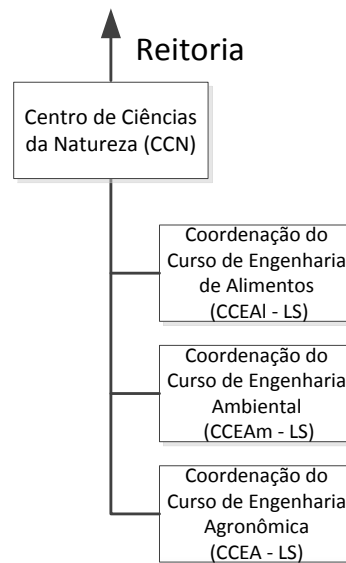 Reitoria
Centro de Ciências
da Natureza (CCN)
Coordenação do
Curso de Engenharia
de Alimentos
(CCEAl - LS)
Coordenação do
Curso de Engenharia
Ambiental
(CCEAm - LS)
Coordenação do
Curso de Engenharia
Agronômica
(CCEA - LS)